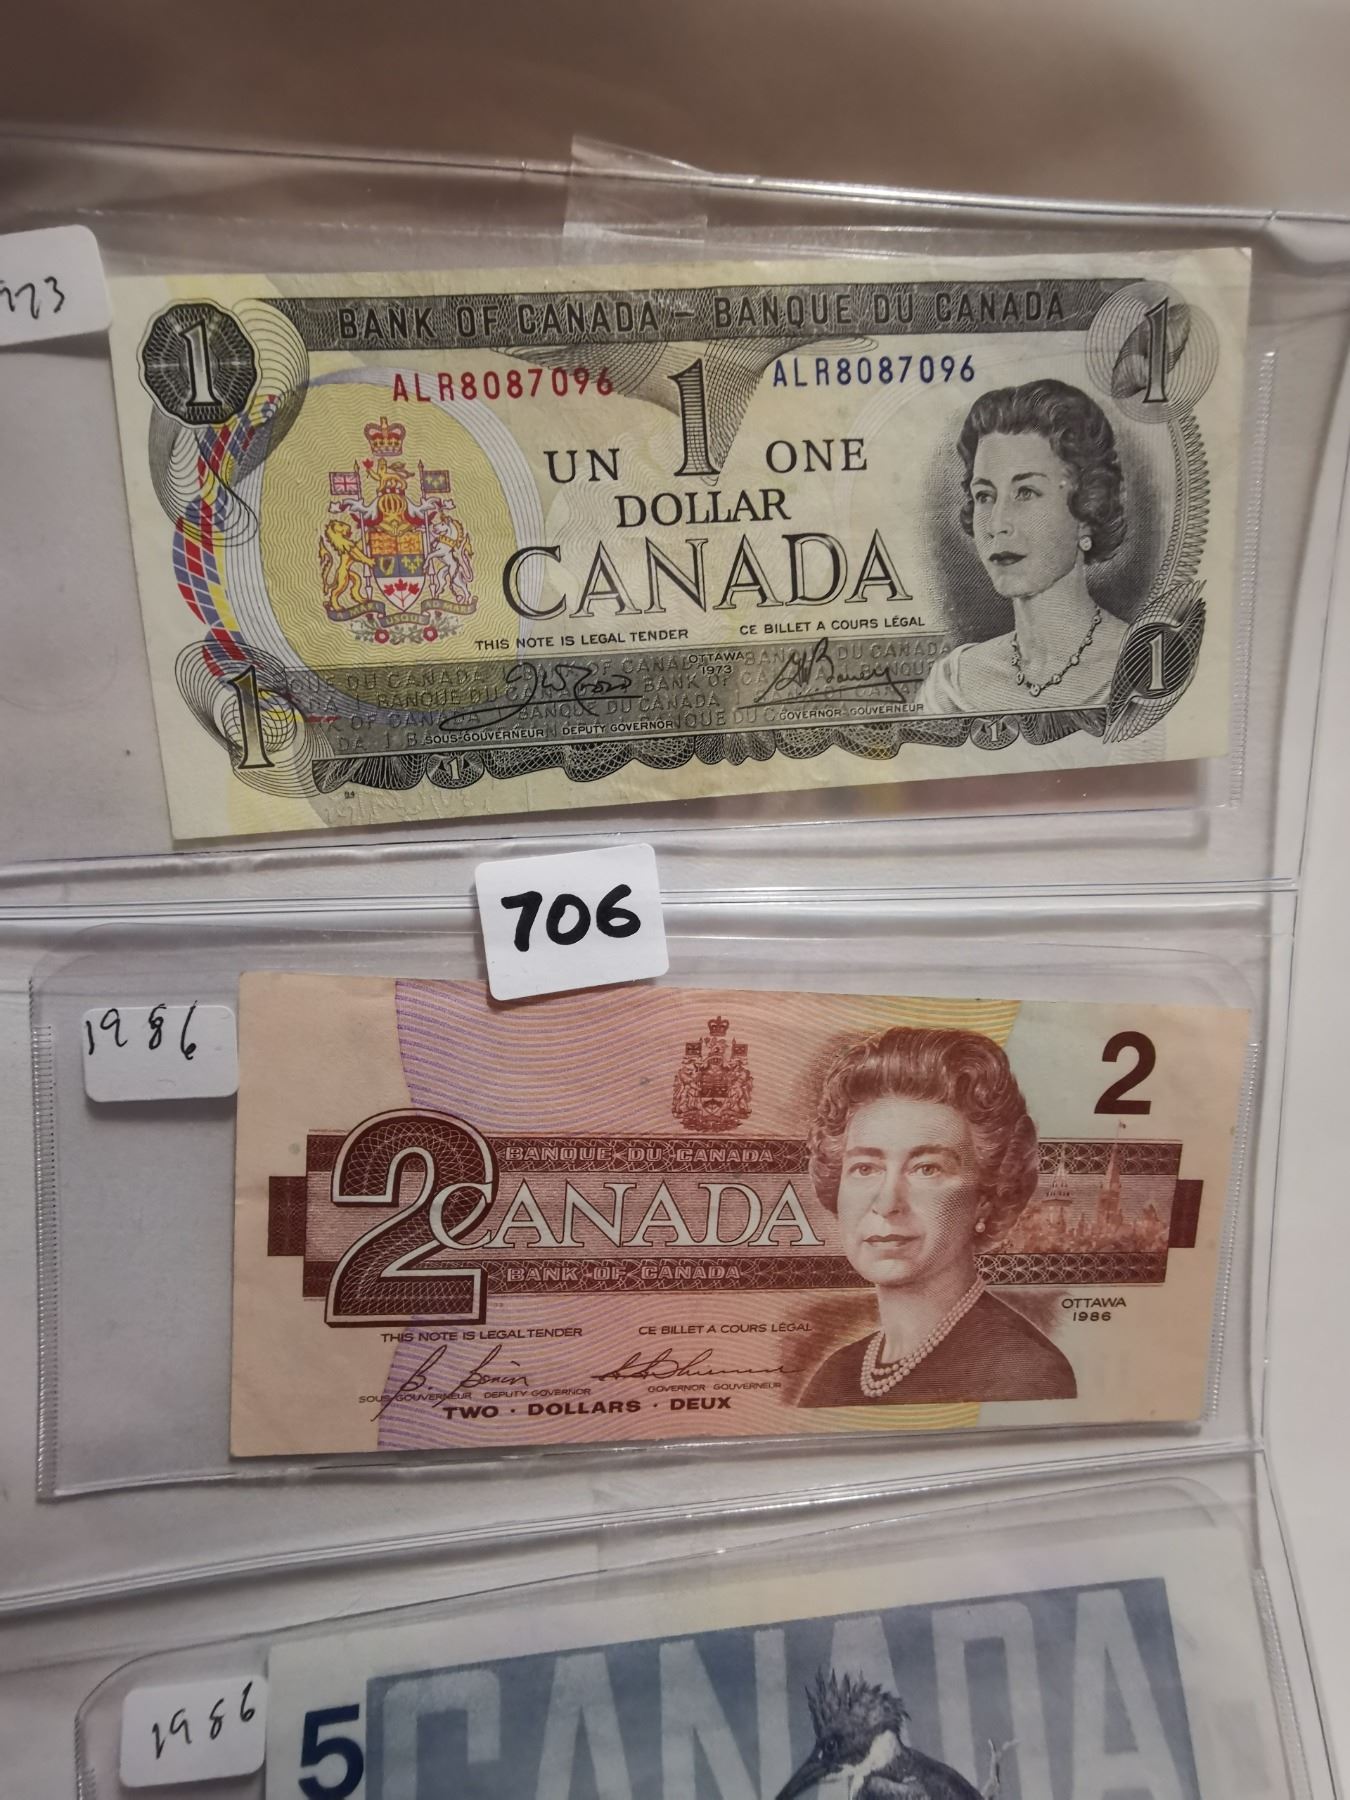 973
1
BANK OF CANADA – BANQUE DU CANADA
1
ALR8087096 1 ALR8087096
UN ONE
DOLLAR
CANADA
THIS NOTE IS LEGAL TENDER CE BILLET A COURS LÉGAL
OTTAWA
1973
SOUS-GOUVERNEUR DEPUTY GOVERNOR GOVERNOR-GOUVERNEUR
1
1
1
1
706
1986
2
BANQUE DU CANADA
2
CANADA
BANK OF CANADA
OTTAWA
1986
THIS NOTE IS LEGAL TENDER CE BILLET A COURS LÉGAL
SOUS-GOUVERNEUR DEPUTY GOVERNOR GOVERNOR GOUVERNEUR
TWO · DOLLARS · DEUX
1986
5
CANADA